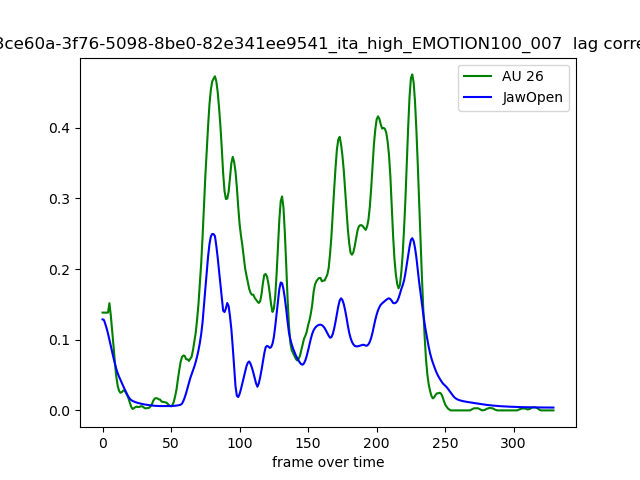 3ce60a-3f76-5098-8be0-82e341ee9541_ita_high_EMOTION100_007 lag corre
AU 26
JawOpen
0.4
0.3
0.2
0.1
0.0
0 50 100 150 200 250 300
frame over time